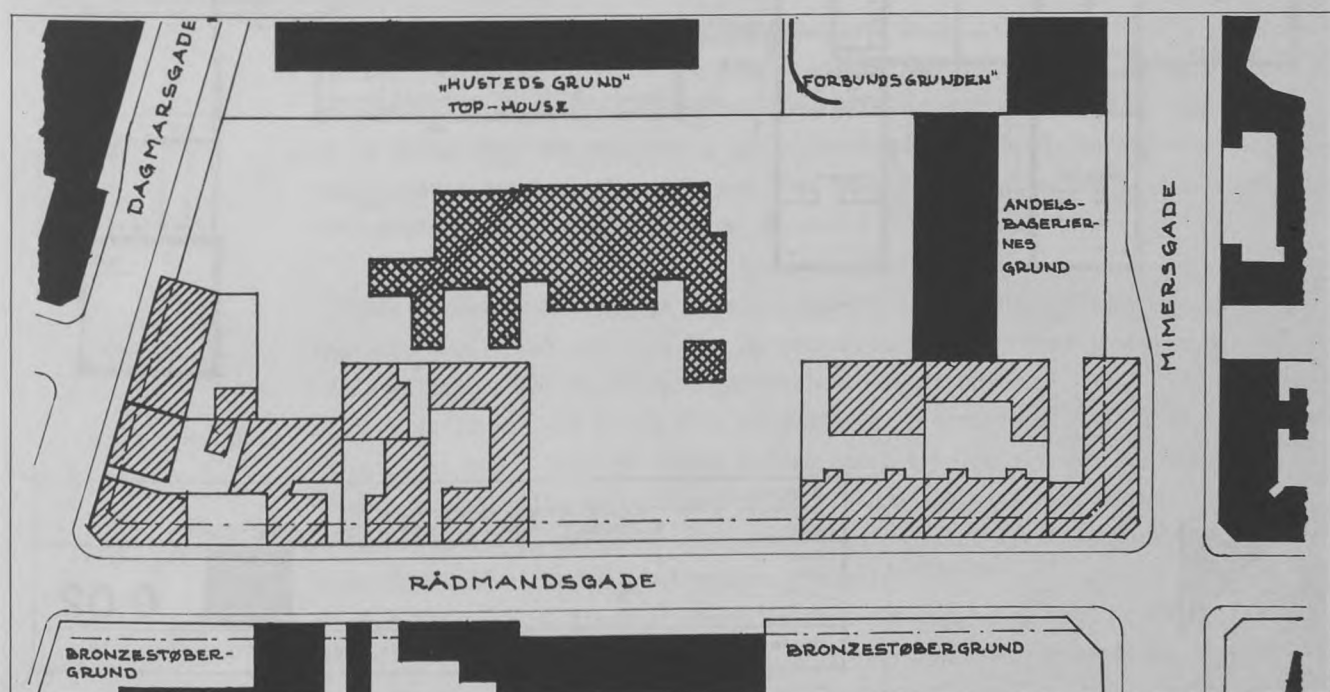 DAGMARSGADE
„HUSTEDS GRUND"
TOP-HOUSE
„FORBUNDSGRUNDEN"
ANDELS-
BAGERIER-
NES
GRUND
MIMERSGADE
RÅDMANDSGADE
BRONZESTØBER-
GRUND
BRONZESTØBERGRUND